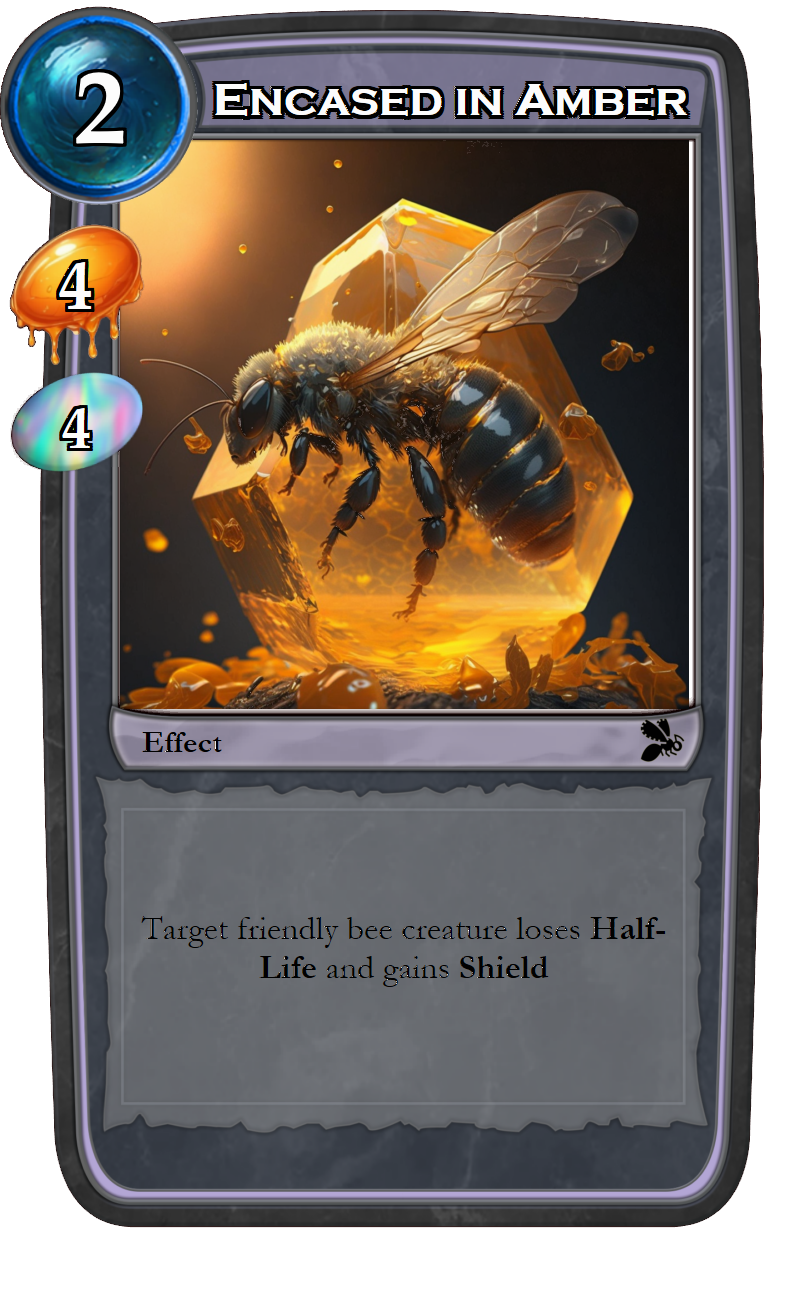 2
Encased in Amber
4
4
Effect
Target friendly bee creature loses Half-
Life and gains Shield